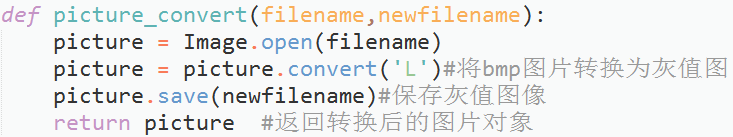 def picture_convert(filename,newfilename):
    picture = Image.open(filename)
    picture = picture.convert('L')#将bmp图片转换为灰值图
    picture.save(newfilename)#保存灰值图像
    return picture  #返回转换后的图片对象